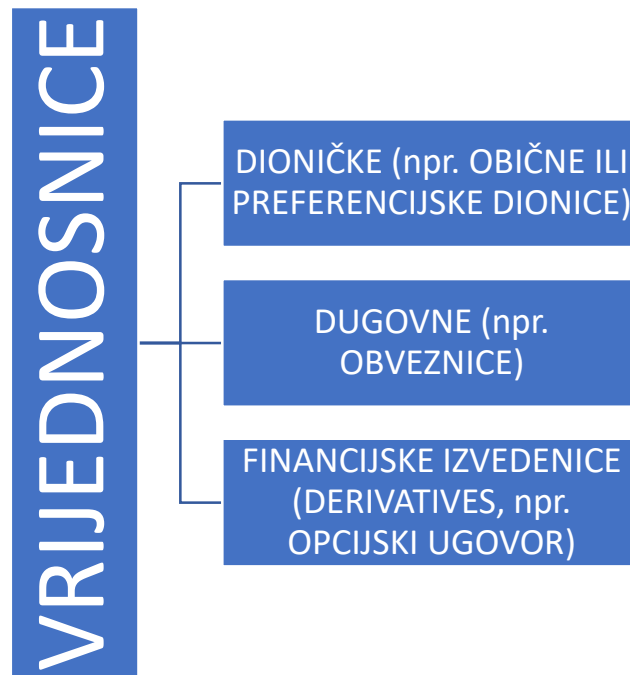 VRIJEDNOSNICE
DIONIČKE (npr. OBIČNE ILI
PREFERENCIJSKE DIONICE)
DUGOVNE (npr.
OBVEZNICE)
FINANCIJSKE IZVEDENICE
(DERIVATIVES, npr.
OPCIJSKI UGOVOR)